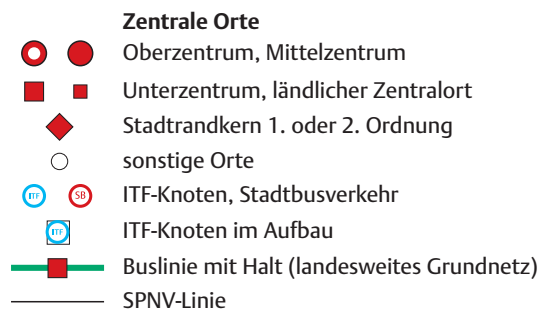 Zentrale Orte
Oberzentrum, Mittelzentrum
Unterzentrum, ländlicher Zentralort
Stadtrandkern 1. oder 2. Ordnung
sonstige Orte
ITF SB ITF-Knoten, Stadtbusverkehr
ITF ITF-Knoten im Aufbau
Buslinie mit Halt (landesweites Grundnetz)
SPNV-Linie